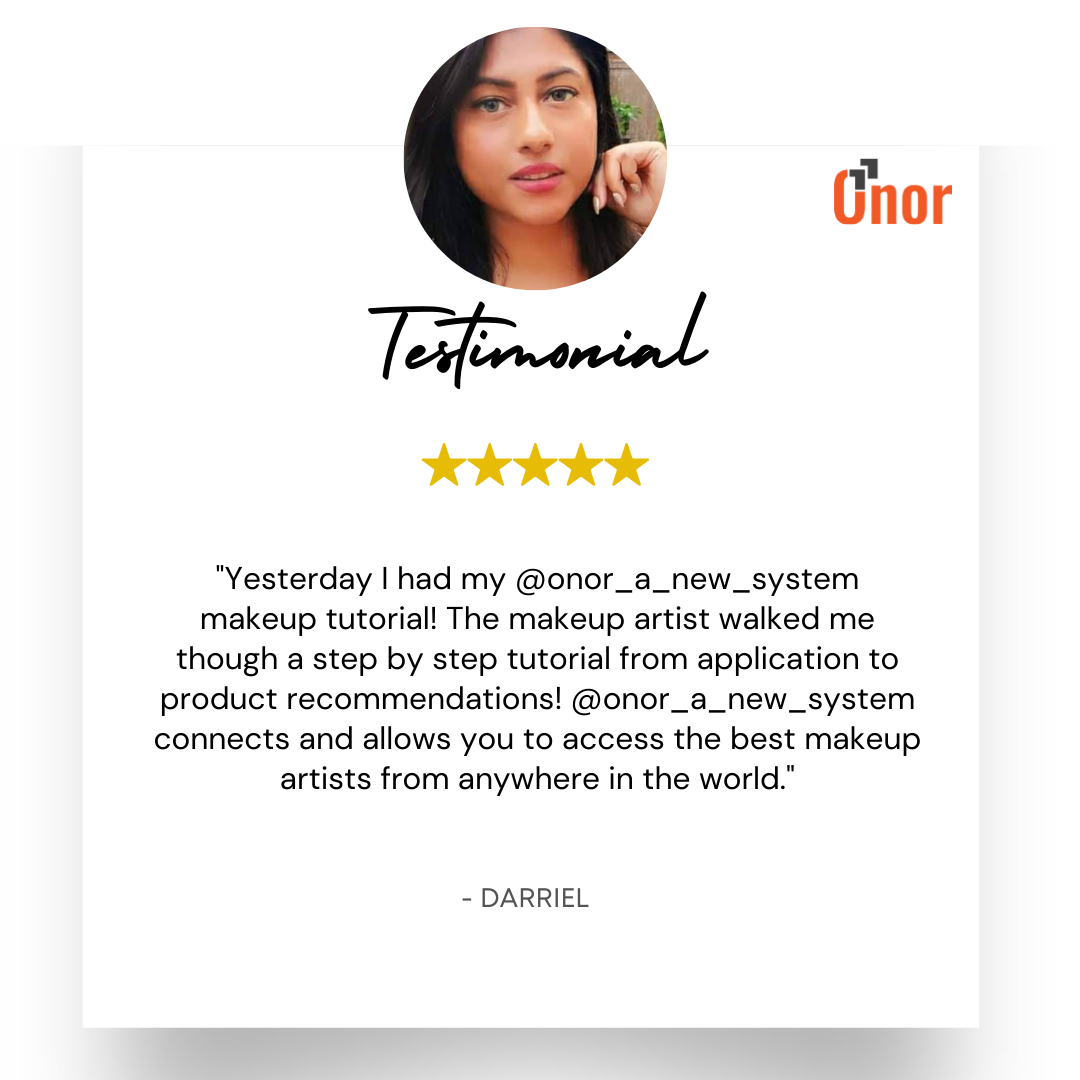 Onor
Testimonial
"Yesterday I had my @onor_a_new_system
makeup tutorial! The makeup artist walked me
though a step by step tutorial from application to
product recommendations! @onor_a_new_system
connects and allows you to access the best makeup
artists from anywhere in the world."
- DARRIEL